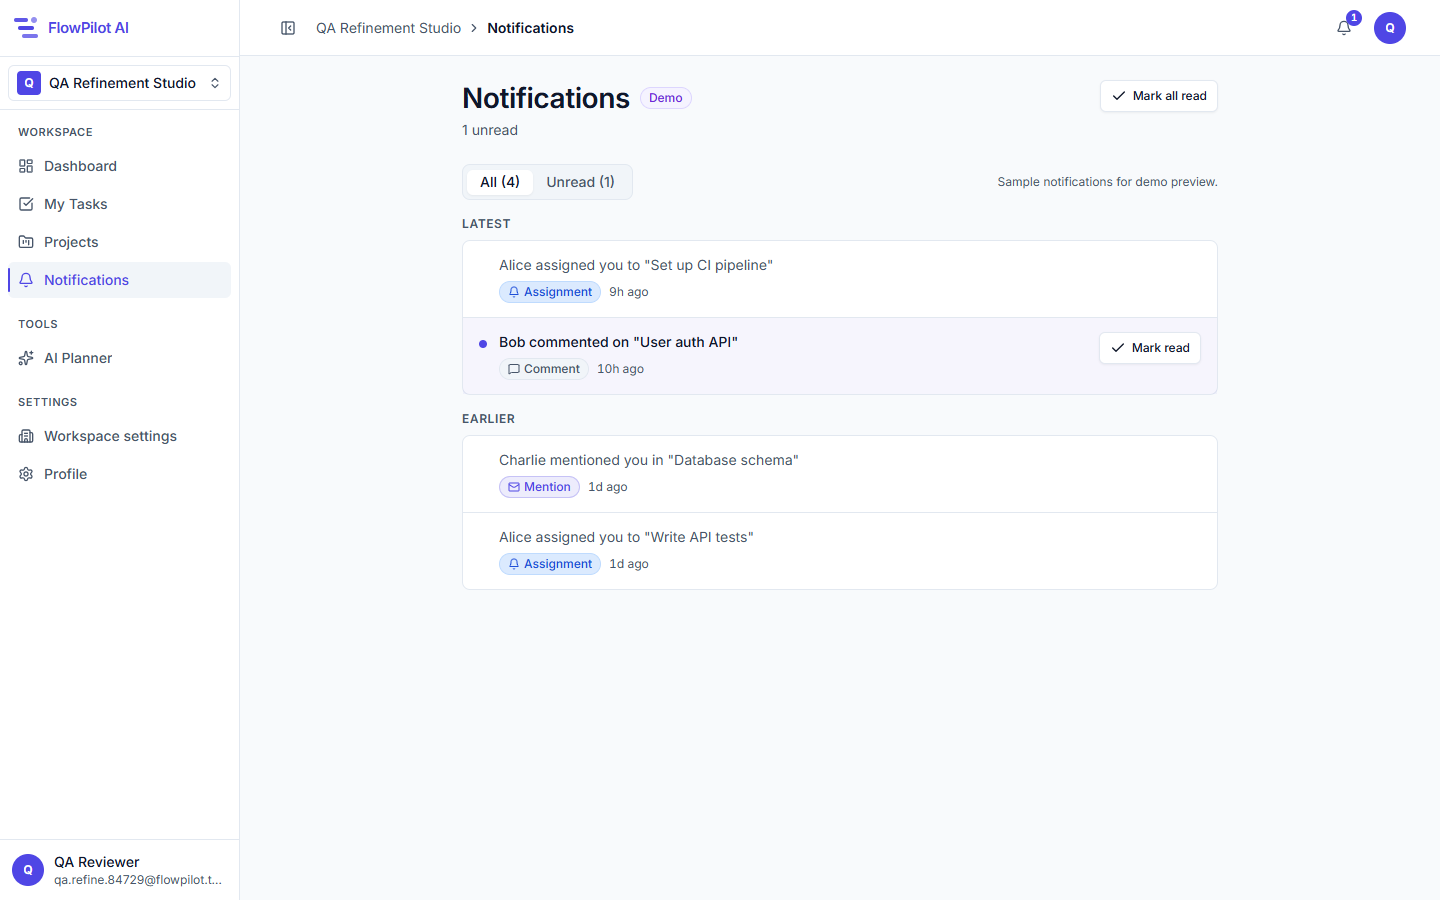 FlowPilot AI
Q QA Refinement Studio
WORKSPACE
Dashboard
My Tasks
Projects
Notifications
TOOLS
AI Planner
SETTINGS
Workspace settings
Profile
Q QA Reviewer
qa.refine.84729@flowpilot.t...
QA Refinement Studio > Notifications
1
Q
Notifications Demo
1 unread
Mark all read
All (4) Unread (1)
Sample notifications for demo preview.
LATEST
Alice assigned you to "Set up CI pipeline"
Assignment 9h ago
Bob commented on "User auth API"
Comment 10h ago
Mark read
EARLIER
Charlie mentioned you in "Database schema"
Mention 1d ago
Alice assigned you to "Write API tests"
Assignment 1d ago